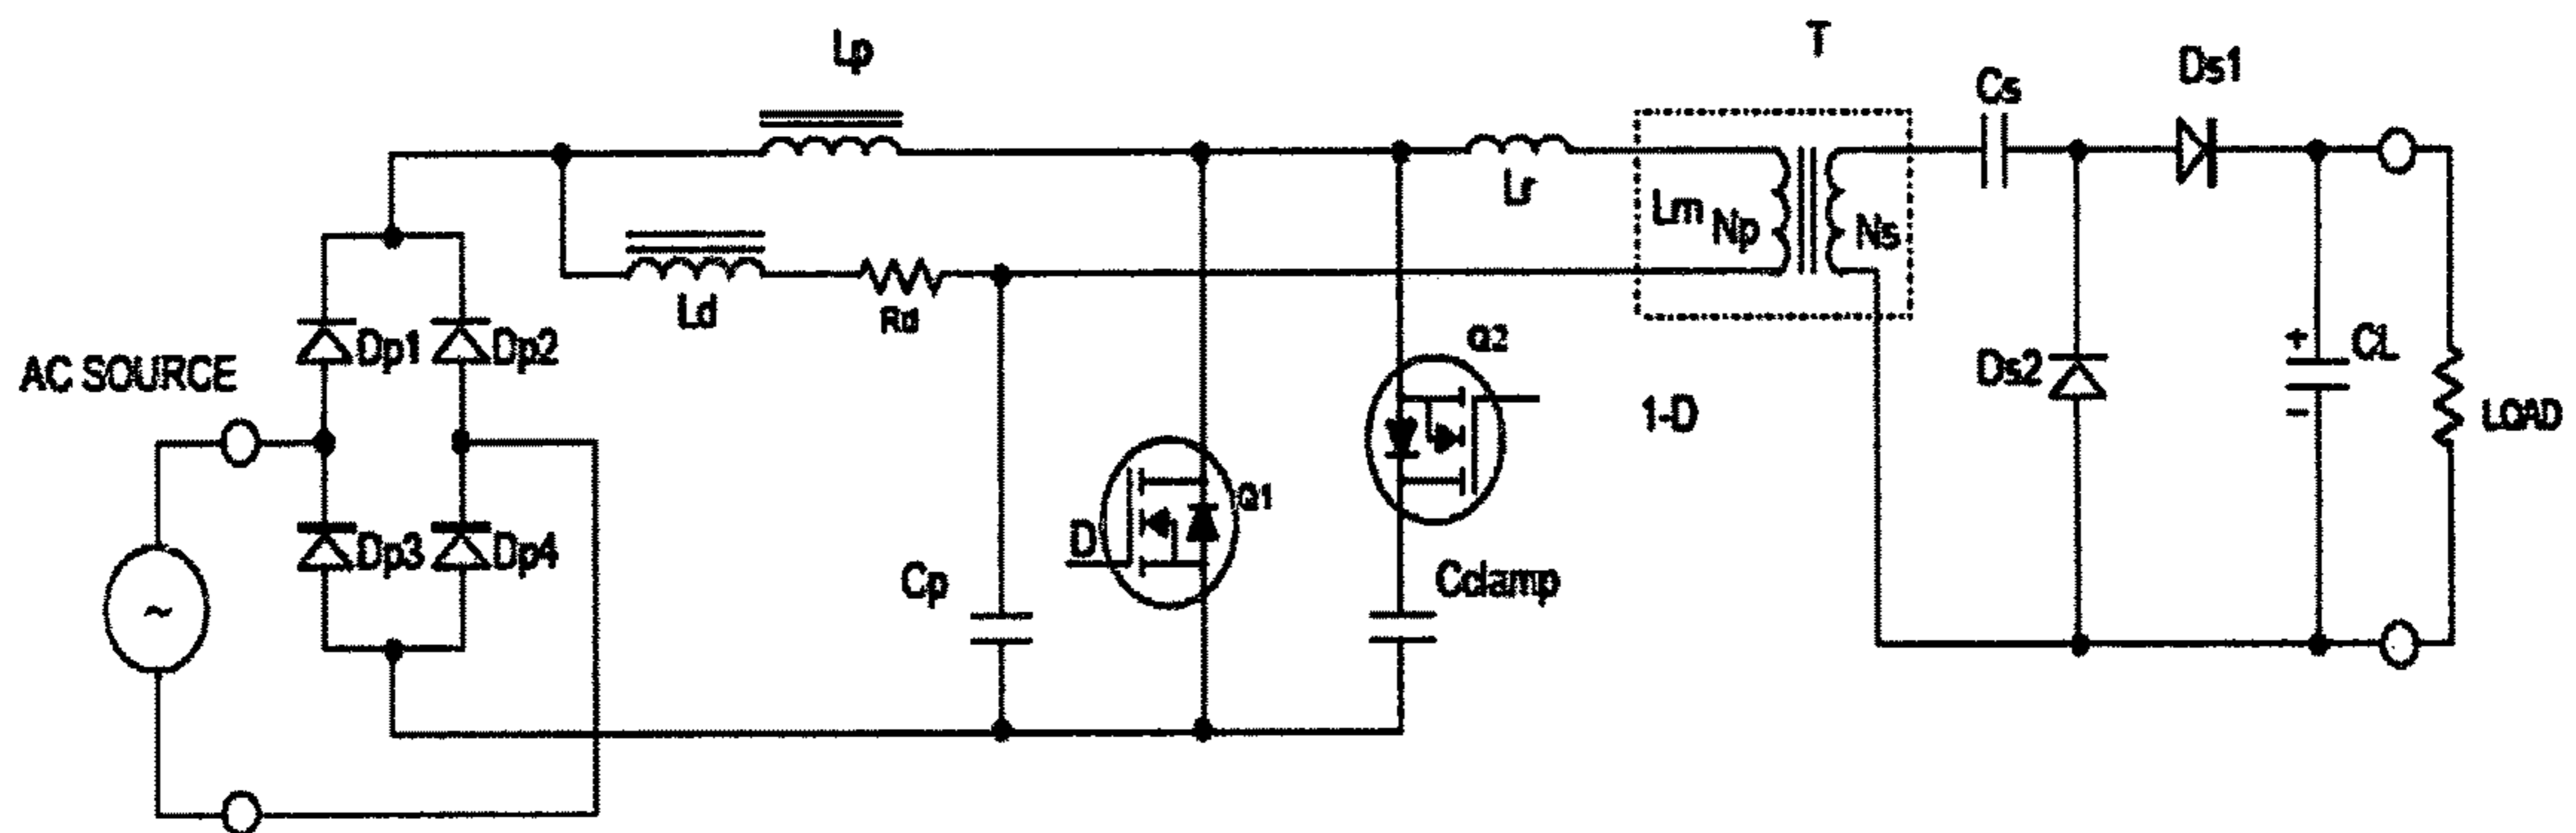 T
Lp
Ds1
Cs
Lr
Lm
Np
Ns
Ld
Rd
Q2
Dp1
Dp2
AC SOURCE
Ds2
+
CL
1-D
LOAD
−
Q1
D
Dp3
Dp4
Cp
Cclamp
~